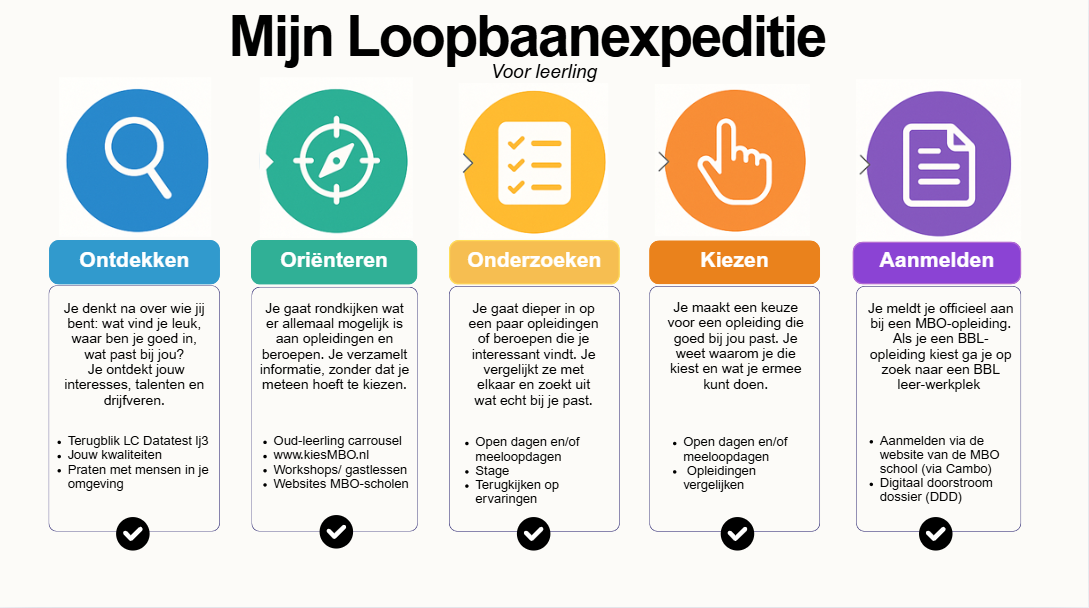 Mijn Loopbaanexpeditie
Voor leerling
Ontdekken
Je denkt na over wie jij
bent: wat vind je leuk,
waar ben je goed in,
wat past bij jou?
Je ontdekt jouw
interesses, talenten en
drijfveren.
• Terugblik LC Datatest lj3
• Jouw kwaliteiten
• Praten met mensen in je
omgeving
Oriënteren
Je gaat rondkijken wat
er allemaal mogelijk is
aan opleidingen en
beroepen. Je verzamelt
informatie, zonder dat je
meteen hoeft te kiezen.
• Oud-leerling carrousel
• www.kiesMBO.nl
• Workshops/ gastlessen
• Websites MBO-scholen
Onderzoeken
Je gaat dieper in op
een paar opleidingen
of beroepen die je
interessant vindt. Je
vergelijkt ze met
elkaar en zoekt uit
wat echt bij je past.
• Open dagen en/of
meeloopdagen
• Stage
• Terugkijken op
ervaringen
Kiezen
Je maakt een keuze
voor een opleiding die
goed bij jou past. Je
weet waarom je die
kiest en wat je ermee
kunt doen.
• Open dagen en/of
meeloopdagen
• Opleidingen
vergelijken
Aanmelden
Je meldt je officieel aan
bij een MBO-opleiding.
Als je een BBL-
opleiding kiest ga je op
zoek naar een BBL
leer-werkplek
• Aanmelden via de
website van de MBO
school (via Cambo)
• Digitaal doorstroom
dossier (DDD)